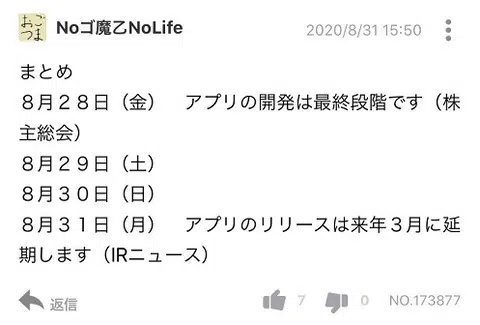 おごつま
Noゴ魔乙NoLife
2020/8/31 15:50
まとめ
８月２８日（金）　アプリの開発は最終段階です（株
主総会）
８月２９日（土）
８月３０日（日）
８月３１日（月）　アプリのリリースは来年３月に延
期します（IRニュース）
返信
7
0
NO.173877